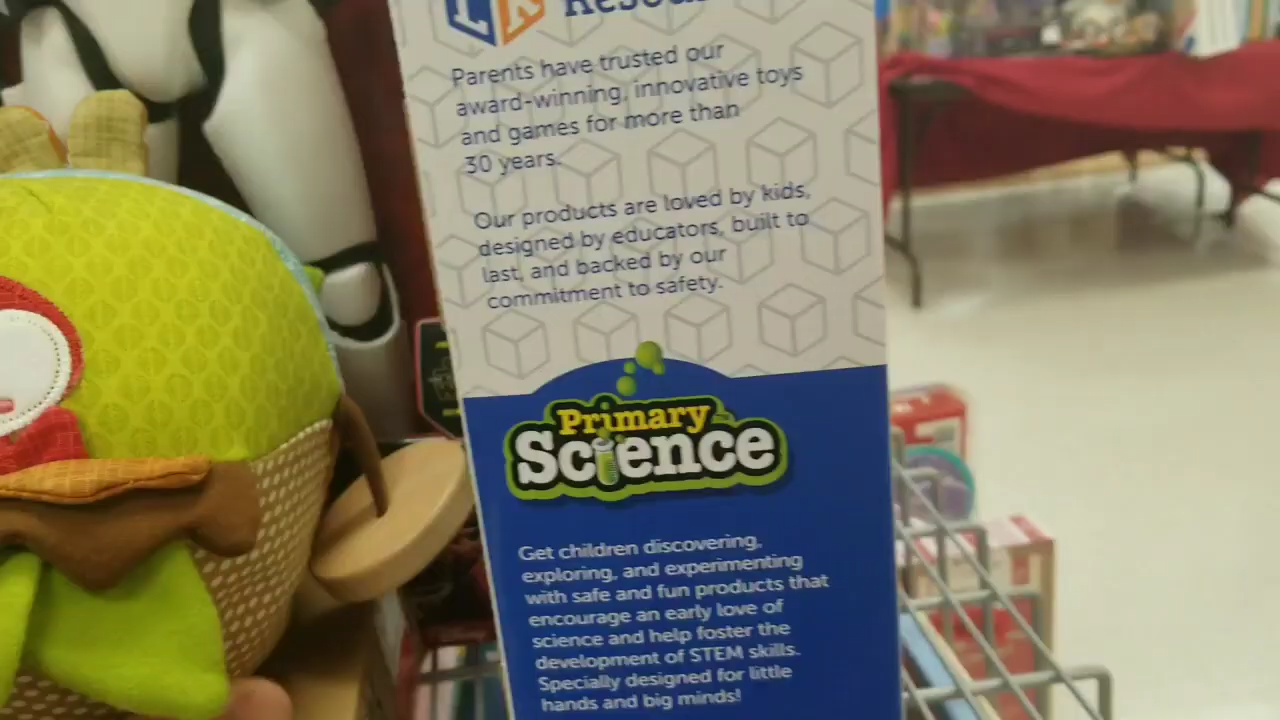 LR
Parents have trusted our
award-winning, innovative toys
and games for more than
30 years.
Our products are loved by kids,
designed by educators, built to
last, and backed by our
commitment to safety.
Primary
Science
Get children discovering,
exploring, and experimenting
with safe and fun products that
encourage an early love of
science and help foster the
development of STEM skills.
Specially designed for little
hands and big minds!